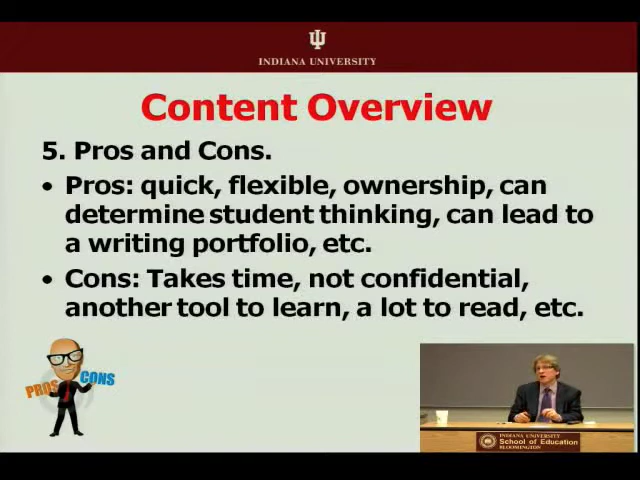 INDIANA UNIVERSITY
Content Overview
5. Pros and Cons.
• Pros: quick, flexible, ownership, can
determine student thinking, can lead to
a writing portfolio, etc.
• Cons: Takes time, not confidential,
another tool to learn, a lot to read, etc.
PROS CONS
INDIANA UNIVERSITY
School of Education
BLOOMINGTON